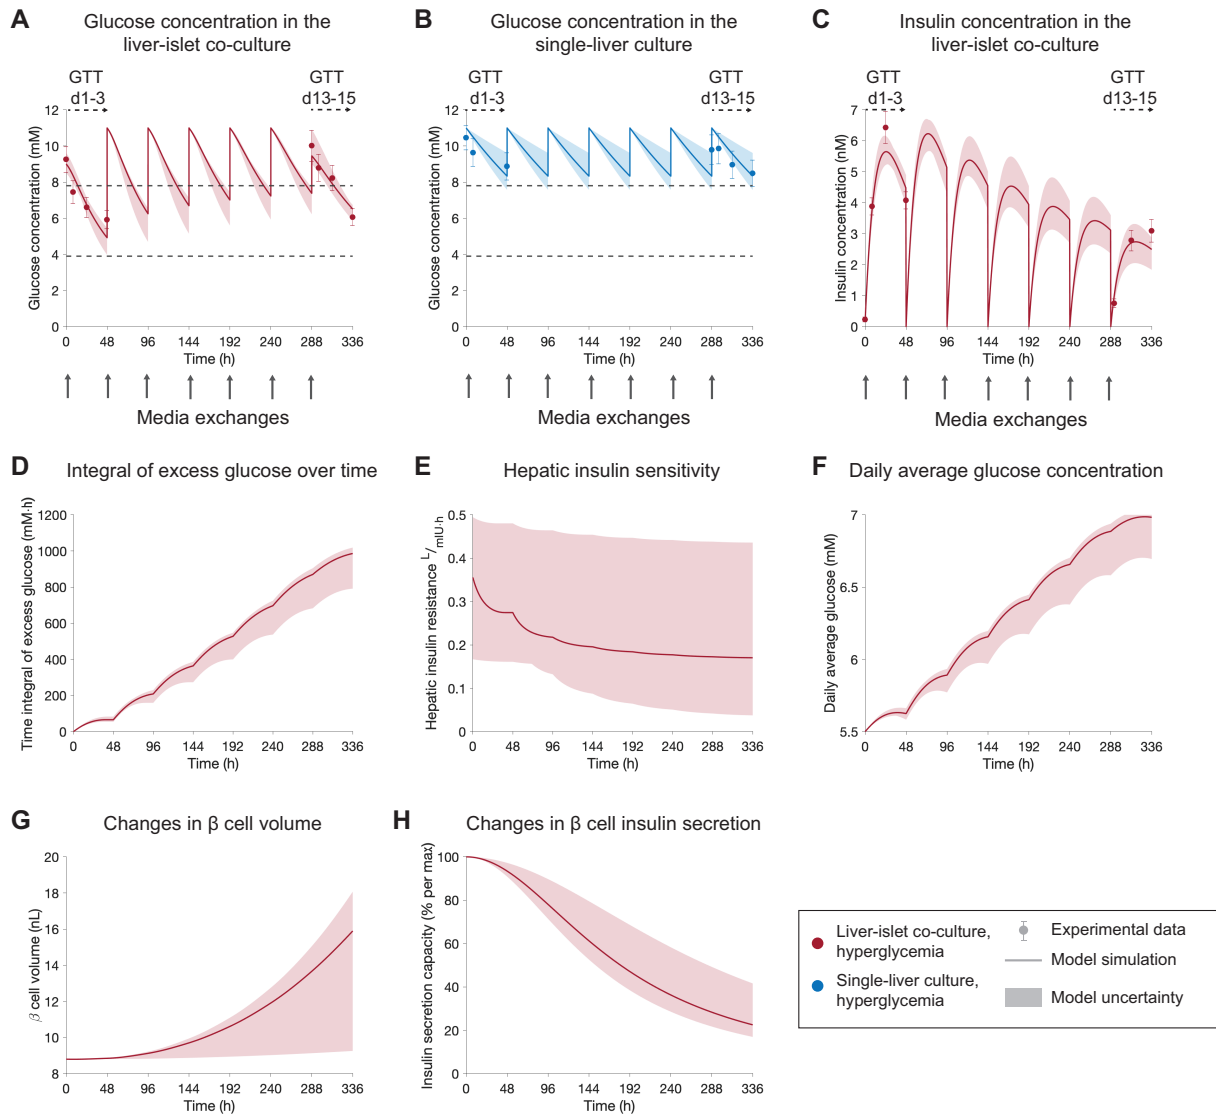 A
Glucose concentration in the
liver-islet co-culture
GTT
d1-3
GTT
d13-15
Glucose concentration (mM)
12
10
8
6
4
2
0
0 48 96 144 192 240 288 336
Time (h)
Media exchanges
B
Glucose concentration in the
single-liver culture
GTT
d1-3
GTT
d13-15
Glucose concentration (mM)
12
10
8
6
4
2
0
0 48 96 144 192 240 288 336
Time (h)
Media exchanges
C
Insulin concentration in the
liver-islet co-culture
GTT
d1-3
GTT
d13-15
Insulin concentration (nM)
7
6
5
4
3
2
1
0
0 48 96 144 192 240 288 336
Time (h)
Media exchanges
D
Integral of excess glucose over time
Time integral of excess glucose (mM·h)
1200
1000
800
600
400
200
0
0 48 96 144 192 240 288 336
Time (h)
E
Hepatic insulin sensitivity
Hepatic insulin resistance L/mIU·h
0.5
0.4
0.3
0.2
0.1
0
0 48 96 144 192 240 288 336
Time (h)
F
Daily average glucose concentration
Daily average glucose (mM)
7
6.5
6
5.5
0 48 96 144 192 240 288 336
Time (h)
G
Changes in β cell volume
β cell volume (nL)
20
18
16
14
12
10
8
0 48 96 144 192 240 288 336
Time (h)
H
Changes in β cell insulin secretion
Insulin secretion capacity (% per max)
100
80
60
40
20
0
0 48 96 144 192 240 288 336
Time (h)
Liver-islet co-culture,
hyperglycemia
Single-liver culture,
hyperglycemia
Experimental data
Model simulation
Model uncertainty